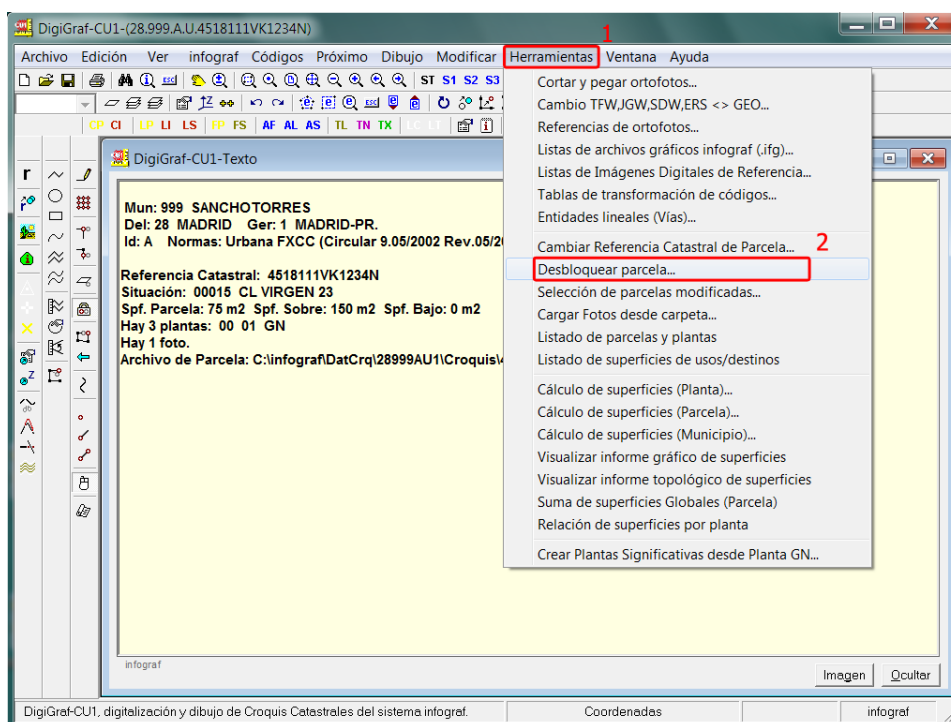 DigiGraf-CU1-(28.999.A.U.4518111VK1234N)
1
Archivo Edición Ver infograf Códigos Próximo Dibujo Modificar Herramientas Ventana Ayuda
ST S1 S2 S3
CP CI LP LI LS FP FS AF AL AS TL TN TX LC LT
DigiGraf-CU1-Texto
Mun: 999 SANCHOTORRES
Del: 28 MADRID Ger: 1 MADRID-PR.
Id: A Normas: Urbana FXCC (Circular 9.05/2002 Rev.05/2
Referencia Catastral: 4518111VK1234N
Situación: 00015 CL VIRGEN 23
Spf. Parcela: 75 m2 Spf. Sobre: 150 m2 Spf. Bajo: 0 m2
Hay 3 plantas: 00 01 GN
Hay 1 foto.
Archivo de Parcela: C:\infograf\DatCrq\28999AU1\Croquis\
Cortar y pegar ortofotos...
Cambio TFW,JGW,SDW,ERS <> GEO...
Referencias de ortofotos...
Listas de archivos gráficos infograf (.ifg)...
Listas de Imágenes Digitales de Referencia...
Tablas de transformación de códigos...
Entidades lineales (Vías)...
Cambiar Referencia Catastral de Parcela...
2
Desbloquear parcela...
Selección de parcelas modificadas...
Cargar Fotos desde carpeta...
Listado de parcelas y plantas
Listado de superficies de usos/destinos
Cálculo de superficies (Planta)...
Cálculo de superficies (Parcela)...
Cálculo de superficies (Municipio)...
Visualizar informe gráfico de superficies
Visualizar informe topológico de superficies
Suma de superficies Globales (Parcela)
Relación de superficies por planta
Crear Plantas Significativas desde Planta GN...
infograf
Imagen Ocultar
DigiGraf-CU1, digitalización y dibujo de Croquis Catastrales del sistema infograf. Coordenadas infograf